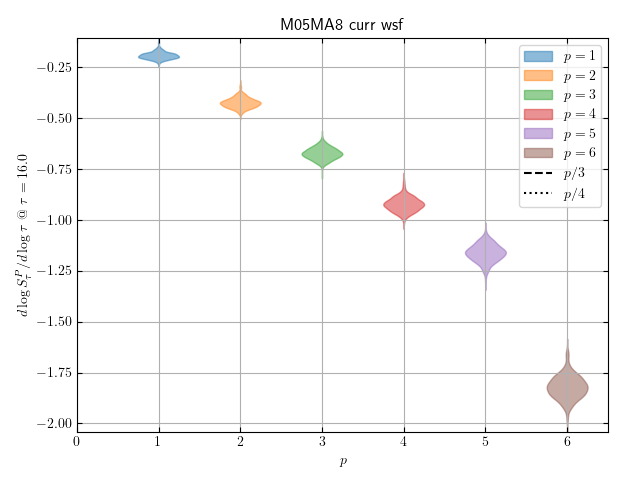 M05MA8 curr wsf
d log S_τ^P / d log τ @ τ = 16.0
−0.25
−0.50
−0.75
−1.00
−1.25
−1.50
−1.75
−2.00
0 1 2 3 4 5 6
p
p = 1
p = 2
p = 3
p = 4
p = 5
p = 6
p/3
p/4